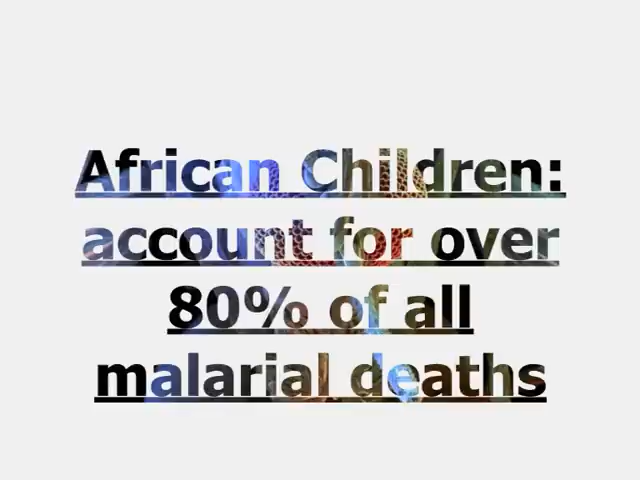 African Children:
account for over
80% of all
malarial deaths